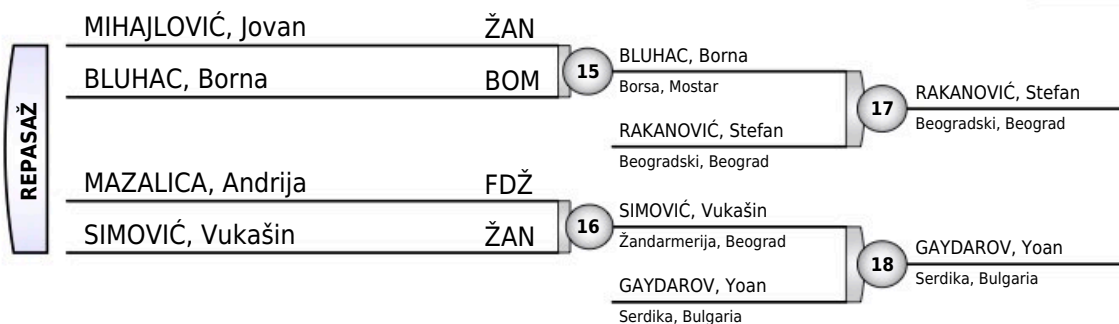 REPASAŽ
MIHAJLOVIĆ, Jovan ŽAN
BLUHAC, Borna BOM
15
BLUHAC, Borna
Borsa, Mostar
RAKANOVIĆ, Stefan
Beogradski, Beograd
17
RAKANOVIĆ, Stefan
Beogradski, Beograd
MAZALICA, Andrija FDŽ
SIMOVIĆ, Vukašin ŽAN
16
SIMOVIĆ, Vukašin
Žandarmerija, Beograd
GAYDAROV, Yoan
Serdika, Bulgaria
18
GAYDAROV, Yoan
Serdika, Bulgaria